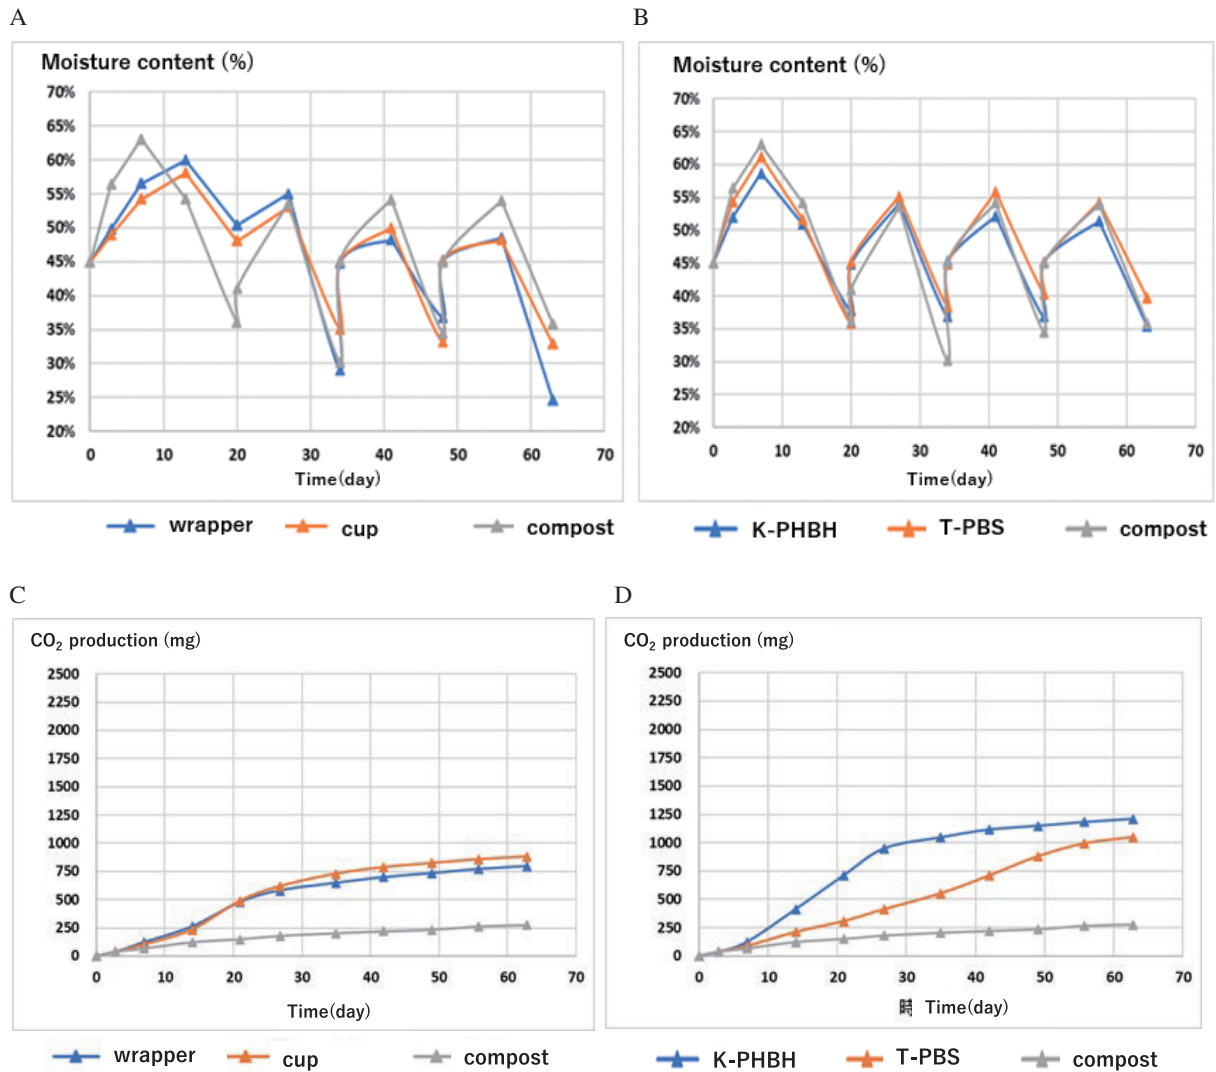 A
B
Moisture content (%)
70%
65%
60%
55%
50%
45%
40%
35%
30%
25%
20%
0 10 20 30 40 50 60 70
Time(day)
wrapper cup compost
Moisture content (%)
70%
65%
60%
55%
50%
45%
40%
35%
30%
25%
20%
0 10 20 30 40 50 60 70
Time(day)
K-PHBH T-PBS compost
C
D
CO₂ production (mg)
2500
2250
2000
1750
1500
1250
1000
750
500
250
0
0 10 20 30 40 50 60 70
Time(day)
wrapper cup compost
CO₂ production (mg)
2500
2250
2000
1750
1500
1250
1000
750
500
250
0
0 10 20 30 40 50 60 70
時 Time(day)
K-PHBH T-PBS compost